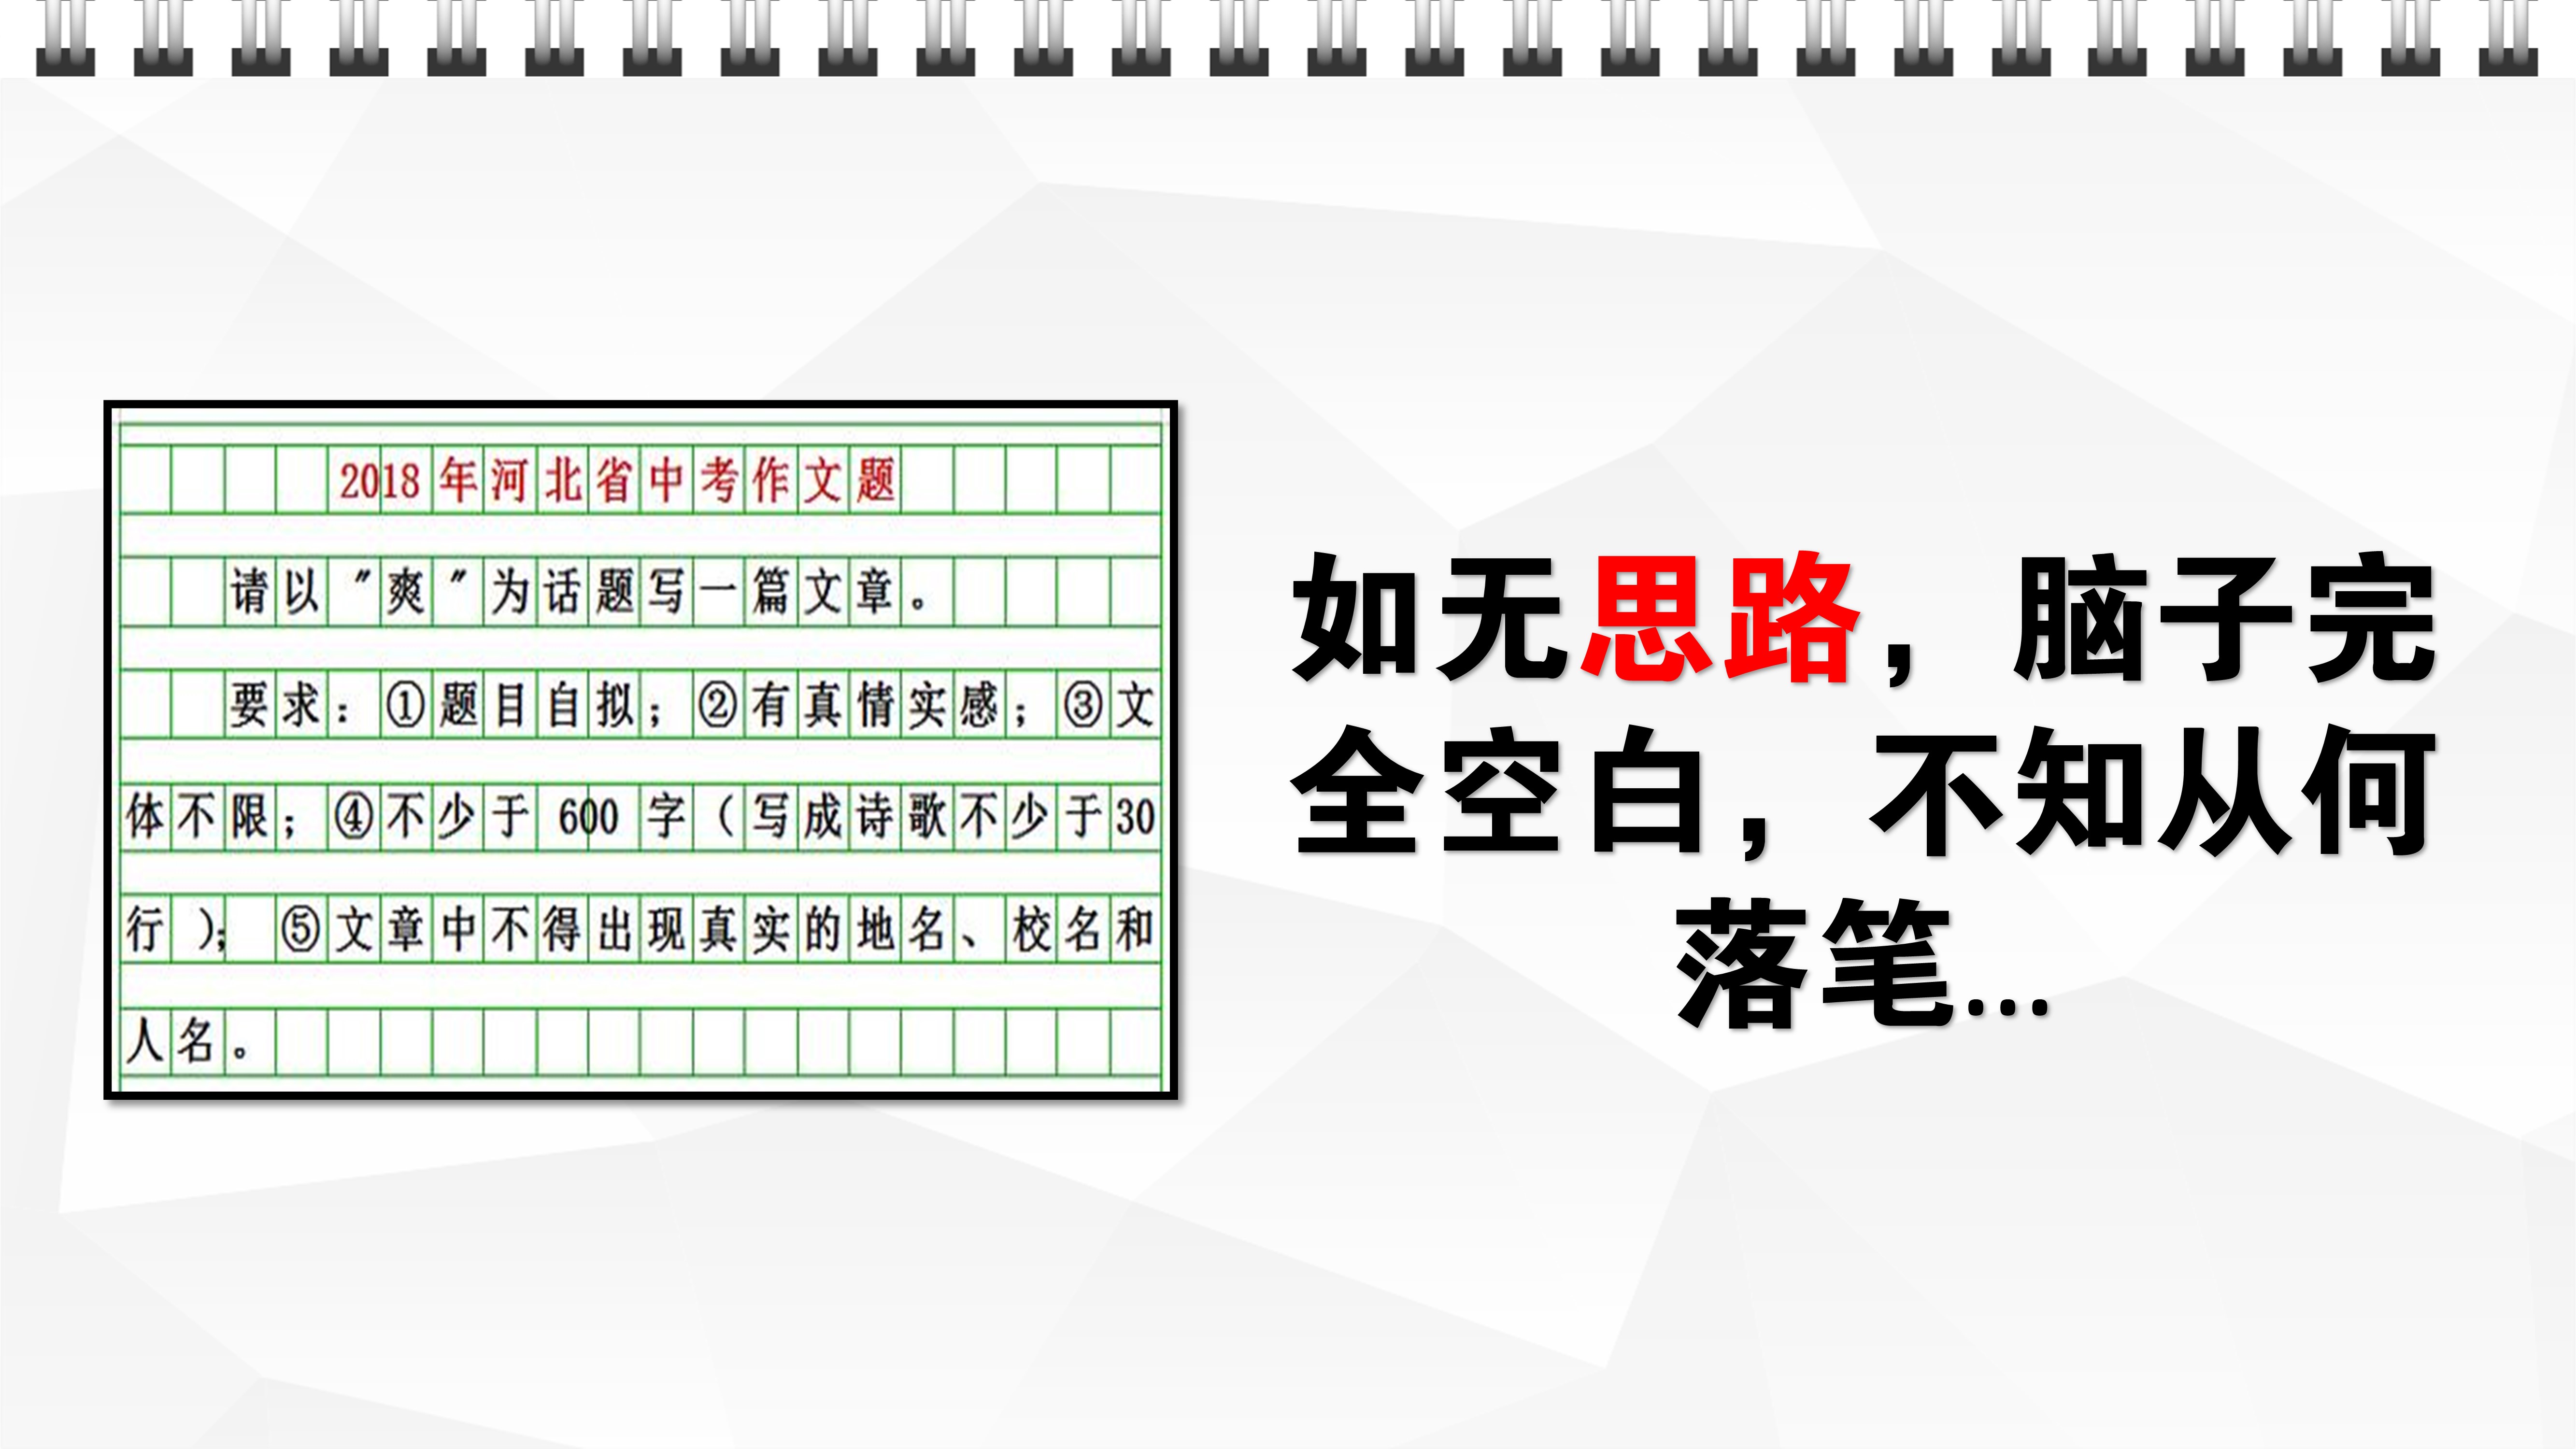 2018年河北省中考作文题
请以"爽"为话题写一篇文章。
要求：①题目自拟；②有真情实感；③文
体不限；④不少于600字（写成诗歌不少于30
行）；⑤文章中不得出现真实的地名、校名和
人名。
如无思路，脑子完
全空白，不知从何
落笔...